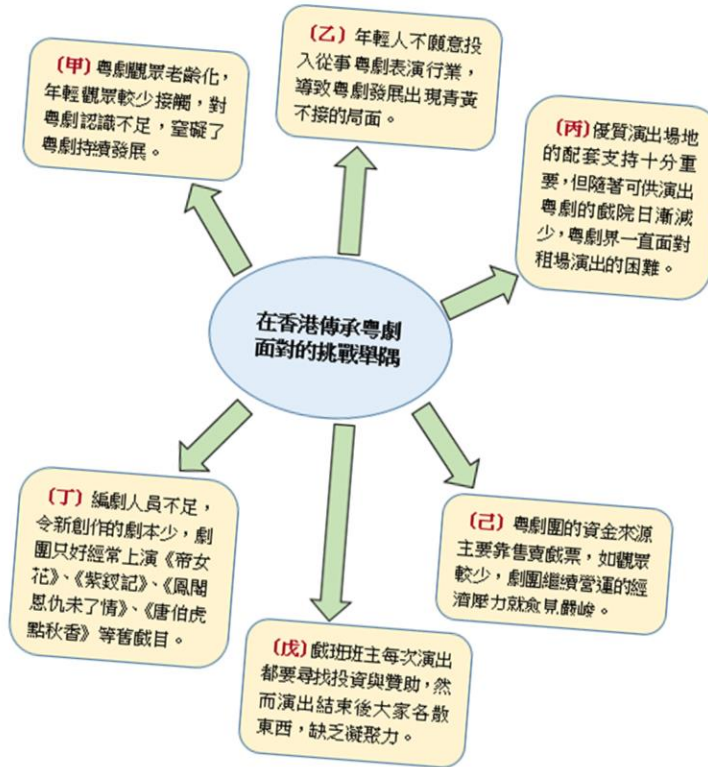 (甲) 粵劇觀眾老齡化，
年輕觀眾較少接觸，對
粵劇認識不足，窒礙了
粵劇持續發展。
(乙) 年輕人不願意投
入從事粵劇表演行業，
導致粵劇發展出現青黃
不接的局面。
(丙) 優質演出場地
的配套支持十分重
要，但隨著可供演出
粵劇的戲院日漸減
少，粵劇界一直面對
租場演出的困難。
在香港傳承粵劇
面對的挑戰舉隅
(丁) 編劇人員不足，
令新創作的劇本少，劇
團只好經常上演《帝女
花》、《紫釵記》、《鳳閣
恩仇未了情》、《唐伯虎
點秋香》等舊戲目。
(戊) 戲班班主每次演出
都要尋找投資與贊助，然
而演出結束後大家各散
東西，缺乏凝聚力。
(己) 粵劇團的資金來源
主要靠售賣戲票，如觀眾
較少，劇團繼續營運的經
濟壓力就愈見嚴峻。